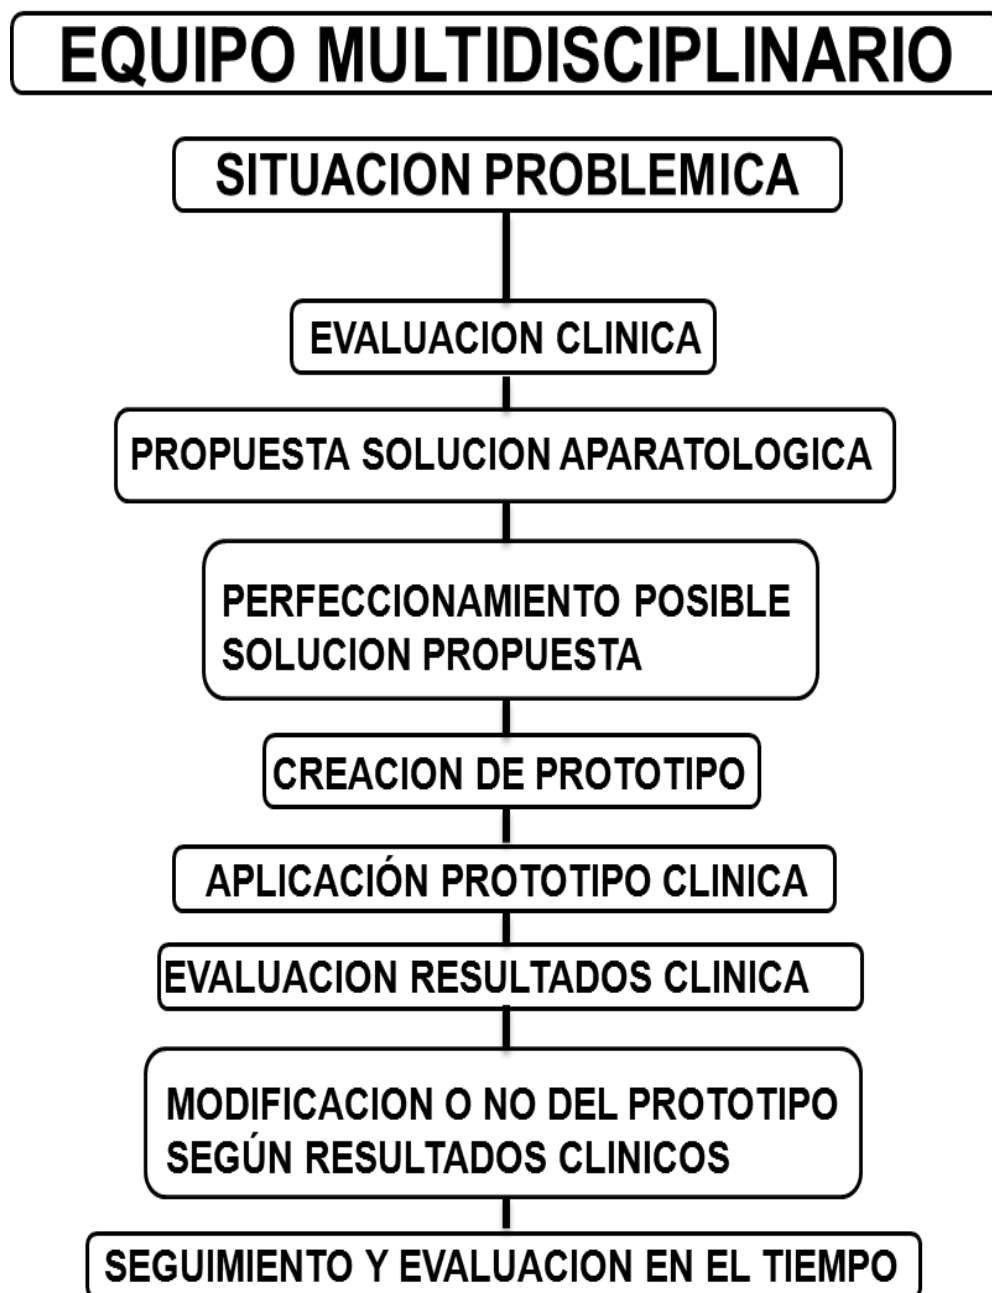 EQUIPO MULTIDISCIPLINARIO
SITUACION PROBLEMICA
EVALUACION CLINICA
PROPUESTA SOLUCION APARATOLOGICA
PERFECCIONAMIENTO POSIBLE
SOLUCION PROPUESTA
CREACION DE PROTOTIPO
APLICACIÓN PROTOTIPO CLINICA
EVALUACION RESULTADOS CLINICA
MODIFICACION O NO DEL PROTOTIPO
SEGÚN RESULTADOS CLINICOS
SEGUIMIENTO Y EVALUACION EN EL TIEMPO